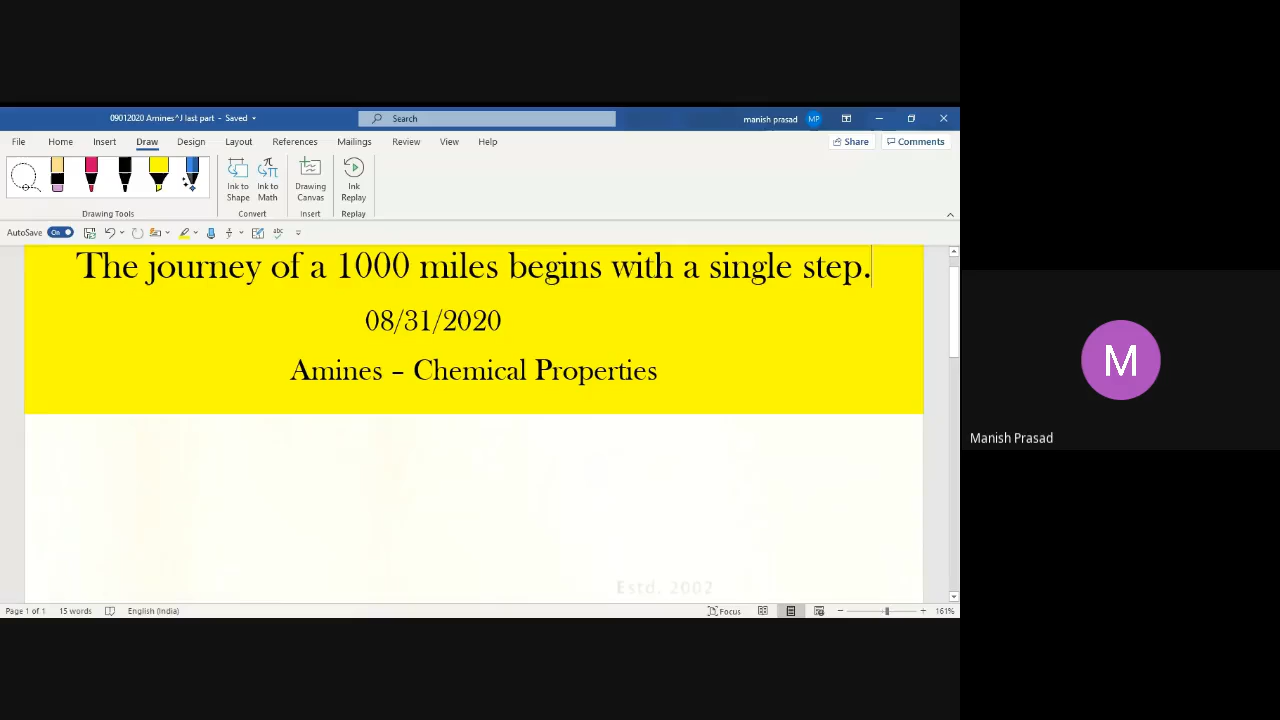 09012020 Amines^J last part - Saved
Search
manish prasad
MP
File Home Insert Draw Design Layout References Mailings Review View Help
Share
Comments
Ink to Shape
Ink to Math
Drawing Canvas
Ink Replay
Drawing Tools
Convert
Insert
Replay
AutoSave On
abc
The journey of a 1000 miles begins with a single step.
08/31/2020
Amines – Chemical Properties
Estd, 2002
Page 1 of 1
15 words
English (India)
Focus
161%
M
Manish Prasad